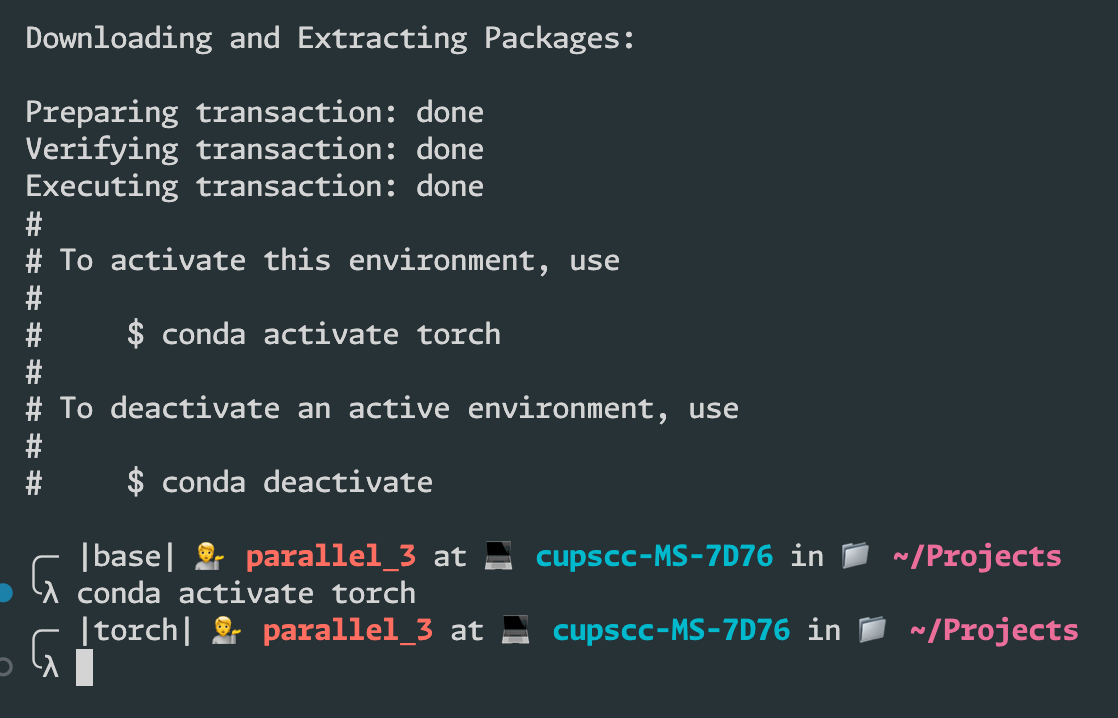 Downloading and Extracting Packages:
Preparing transaction: done
Verifying transaction: done
Executing transaction: done
#
# To activate this environment, use
#
#     $ conda activate torch
#
# To deactivate an active environment, use
#
#     $ conda deactivate
|base| 💁 parallel_3 at 💻 cupscc-MS-7D76 in 📁 ~/Projects
λ conda activate torch
|torch| 💁 parallel_3 at 💻 cupscc-MS-7D76 in 📁 ~/Projects
λ